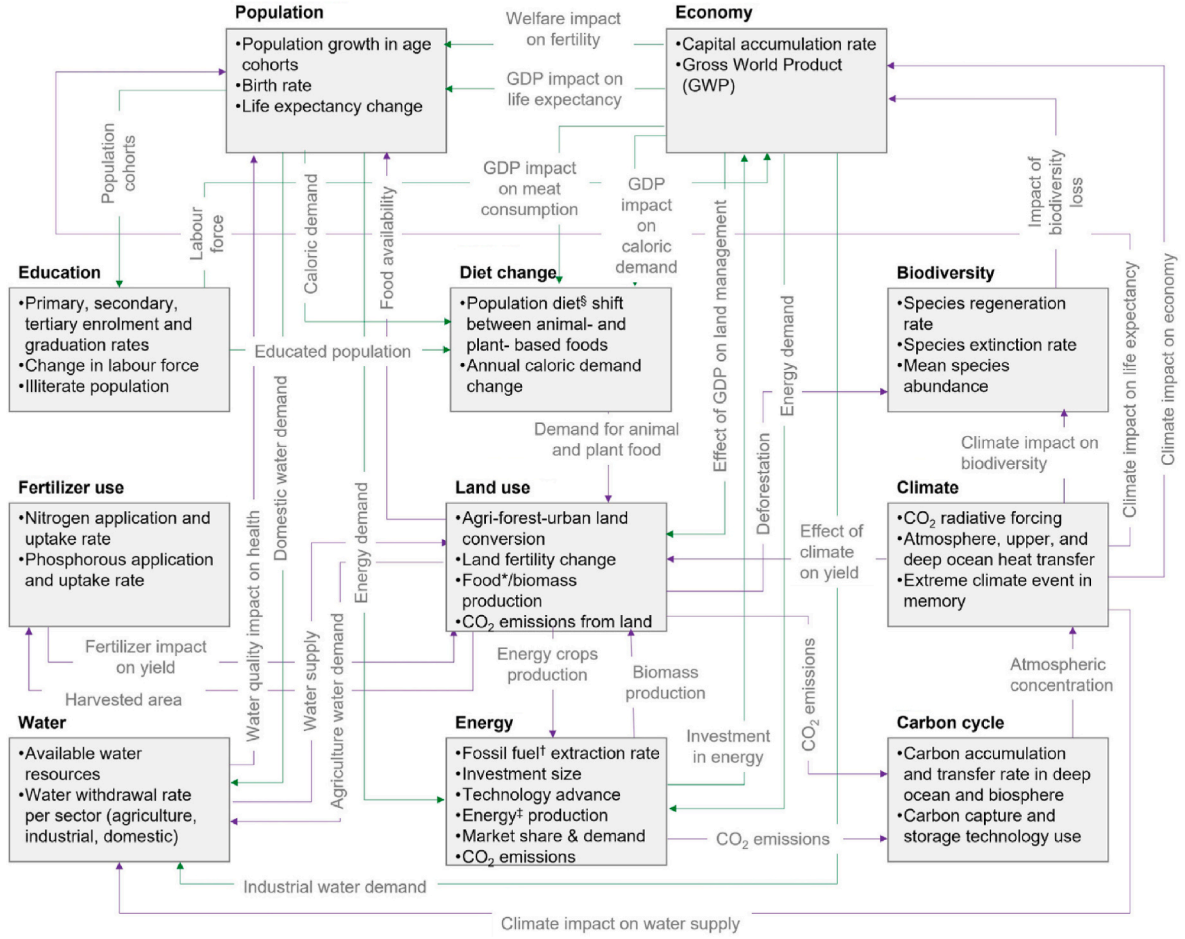 Population
•Population growth in age
cohorts
•Birth rate
•Life expectancy change
Welfare impact
on fertility
GDP impact on
life expectancy
Economy
•Capital accumulation rate
•Gross World Product
(GWP)
Population
cohorts
Labour
force
Caloric demand
Food availability
GDP impact
on meat
consumption
GDP
impact
on
caloric
demand
Effect of GDP on land management
Energy demand
Impact of
biodiversity
loss
Climate impact on life expectancy
Climate impact on economy
Education
•Primary, secondary,
tertiary enrolment and
graduation rates
•Change in labour force
•Illiterate population
Educated population
Diet change
•Population diet§ shift
between animal- and
plant- based foods
•Annual caloric demand
change
Biodiversity
•Species regeneration
rate
•Species extinction rate
•Mean species
abundance
Demand for animal
and plant food
Climate impact on
biodiversity
Water quality impact on health
Domestic water demand
Water supply
Agriculture water demand
Energy demand
Deforestation
Fertilizer use
•Nitrogen application and
uptake rate
•Phosphorous application
and uptake rate
Land use
•Agri-forest-urban land
conversion
•Land fertility change
•Food*/biomass
production
•CO2 emissions from land
Effect of
climate
on yield
Climate
•CO2 radiative forcing
•Atmosphere, upper, and
deep ocean heat transfer
•Extreme climate event in
memory
Fertilizer impact
on yield
Harvested area
Energy crops
production
Biomass
production
CO2 emissions
Atmospheric
concentration
Water
•Available water
resources
•Water withdrawal rate
per sector (agriculture,
industrial, domestic)
Energy
•Fossil fuel† extraction rate
•Investment size
•Technology advance
•Energy‡ production
•Market share & demand
•CO2 emissions
Investment
in energy
CO2 emissions
Carbon cycle
•Carbon accumulation
and transfer rate in deep
ocean and biosphere
•Carbon capture and
storage technology use
Industrial water demand
Climate impact on water supply